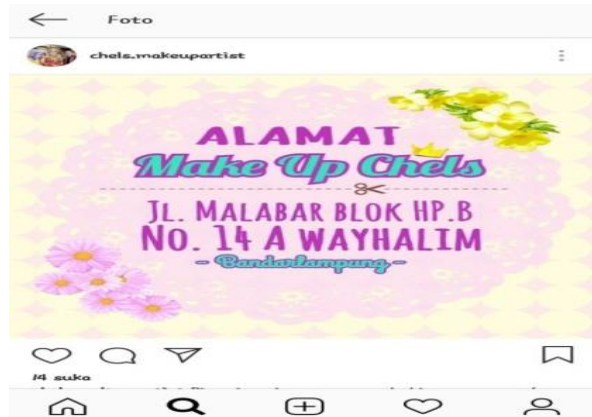 Foto
chels.makeupartist
ALAMAT
Make Up Chels
JL. MALABAR BLOK HP.B
NO. 14 A WAYHALIM
- Bandarlampung -
14 suka